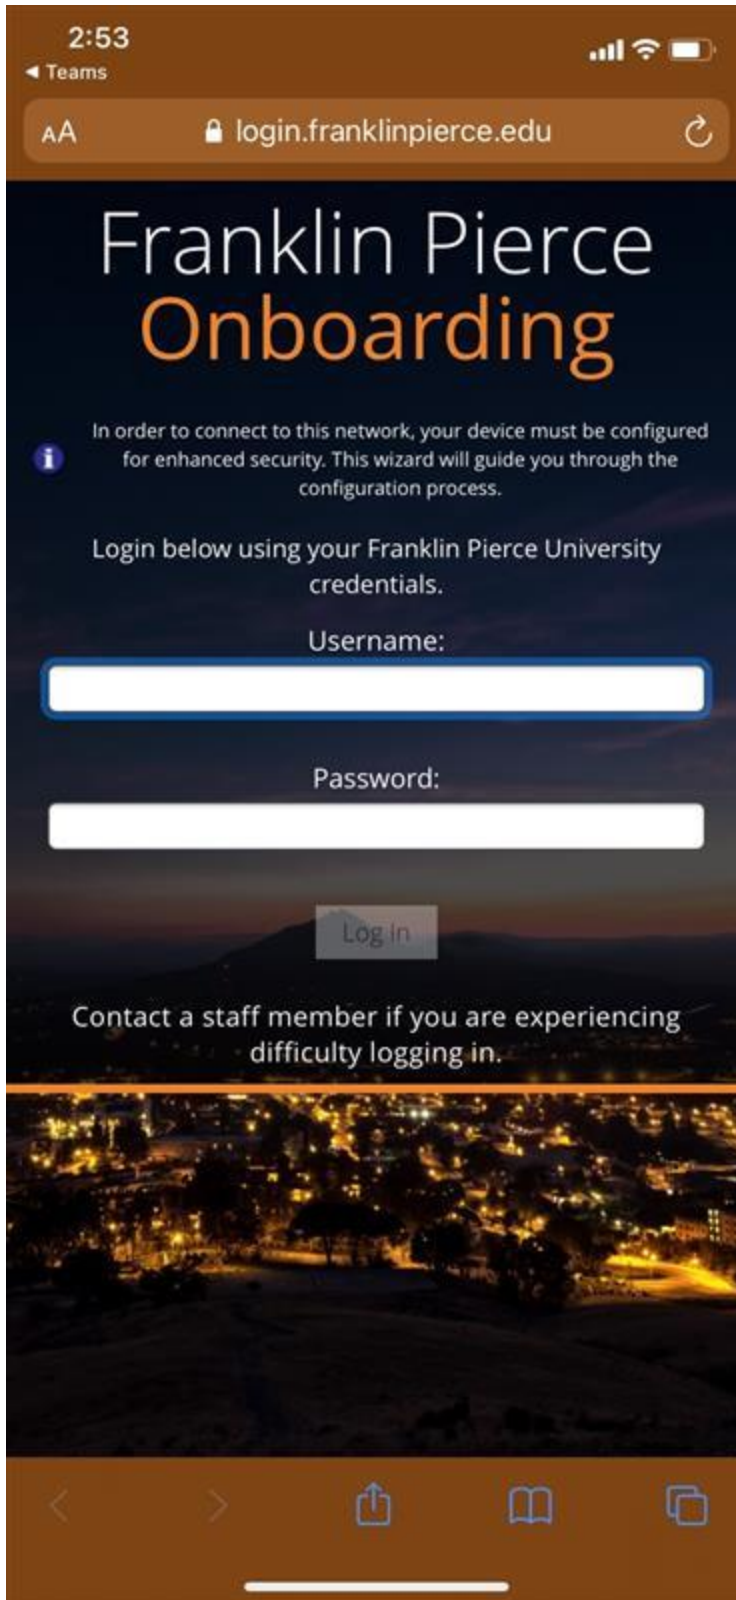 2:53
◀ Teams
AA login.franklinpierce.edu
Franklin Pierce
Onboarding
In order to connect to this network, your device must be configured
for enhanced security. This wizard will guide you through the
configuration process.
Login below using your Franklin Pierce University
credentials.
Username:
Password:
Log in
Contact a staff member if you are experiencing
difficulty logging in.